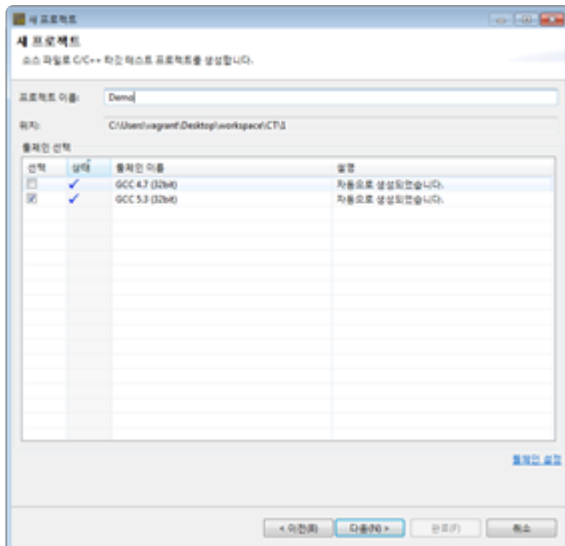 새 프로젝트
새 프로젝트
소스 파일로 C/C++ 타깃 테스트 프로젝트를 생성합니다.
프로젝트 이름: Demo
위치: C:\Users\vagrant\Desktop\workspace\CT\1
툴체인 선택
선택 상태 툴체인 이름 설명
GCC 4.7 (32bit) 자동으로 생성되었습니다.
GCC 5.3 (32bit) 자동으로 생성되었습니다.
툴체인 설정
< 이전(B) 다음(N) > 완료(F) 취소